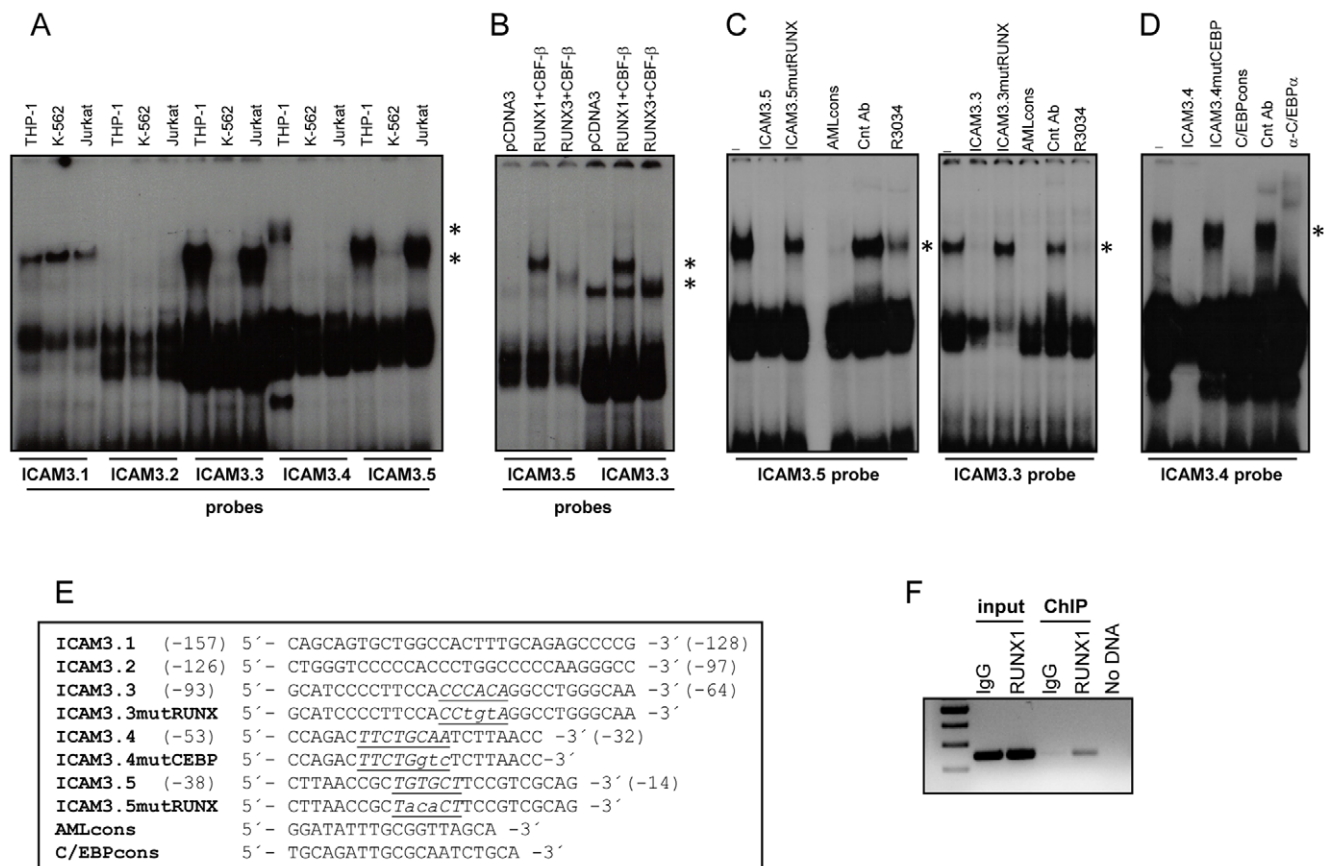 A
THP-1 K-562 Jurkat THP-1 K-562 Jurkat THP-1 K-562 Jurkat THP-1 K-562 Jurkat THP-1 K-562 Jurkat
*
*
ICAM3.1 ICAM3.2 ICAM3.3 ICAM3.4 ICAM3.5
probes
B
pCDNA3 RUNX1+CBF-β RUNX3+CBF-β pCDNA3 RUNX1+CBF-β RUNX3+CBF-β
*
*
ICAM3.5 ICAM3.3
probes
C
– ICAM3.5 ICAM3.5mutRUNX AMLcons Cnt Ab R3034
*
ICAM3.5 probe
– ICAM3.3 ICAM3.3mutRUNX AMLcons Cnt Ab R3034
*
ICAM3.3 probe
D
– ICAM3.4 ICAM3.4mutCEBP C/EBPcons Cnt Ab α-C/EBPα
*
ICAM3.4 probe
E
ICAM3.1 (-157) 5´- CAGCAGTGCTGGCCACTTTGCAGAGCCCCG -3´(-128)
ICAM3.2 (-126) 5´- CTGGGTCCCCCACCCTGGCCCCCAAGGGCC -3´(-97)
ICAM3.3 (-93) 5´- GCATCCCCTTCCACCCACAGGCCTGGGCAA -3´(-64)
ICAM3.3mutRUNX 5´- GCATCCCCTTCCACCtgtAGGCCTGGGCAA -3´
ICAM3.4 (-53) 5´- CCAGACTTCTGCAATCTTAACC -3´(-32)
ICAM3.4mutCEBP 5´- CCAGACTTCTGgtcTCTTAACC-3´
ICAM3.5 (-38) 5´- CTTAACCGCTGTGCTTCCGTCGCAG -3´(-14)
ICAM3.5mutRUNX 5´- CTTAACCGCTacaCTTCCGTCGCAG -3´
AMLcons 5´- GGATATTTGCGGTTAGCA -3´
C/EBPcons 5´- TGCAGATTGCGCAATCTGCA -3´
F
input ChIP
IgG RUNX1 IgG RUNX1 No DNA